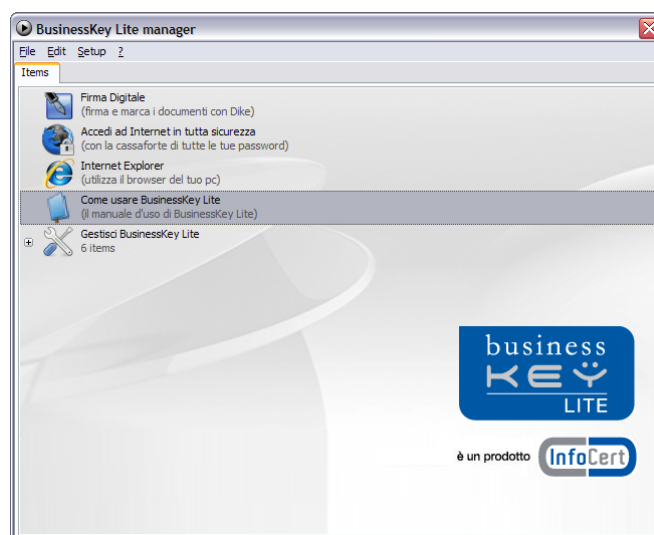 BusinessKey Lite manager
File Edit Setup ?
Items
Firma Digitale
(firma e marca i documenti con Dike)
Accedi ad Internet in tutta sicurezza
(con la cassaforte di tutte le tue password)
Internet Explorer
(utilizza il browser del tuo pc)
Come usare BusinessKey Lite
(il manuale d'uso di BusinessKey Lite)
Gestisci BusinessKey Lite
6 items
business
KEŸ
LITE
è un prodotto InfoCert